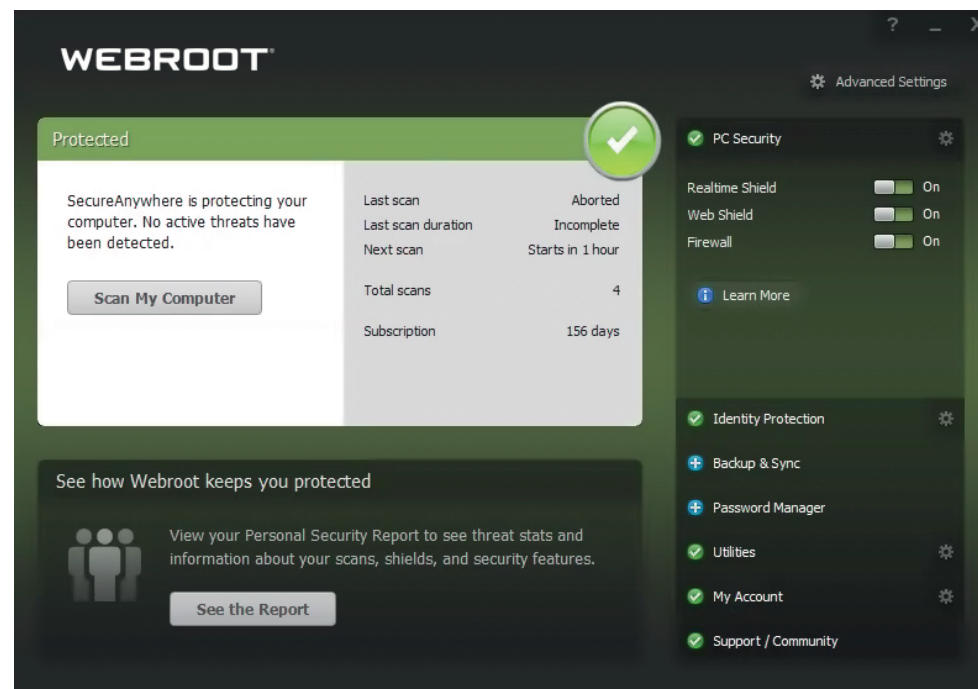 ? _ X
WEBROOT
Advanced Settings
Protected
SecureAnywhere is protecting your
computer. No active threats have
been detected.
Scan My Computer
Last scan Aborted
Last scan duration Incomplete
Next scan Starts in 1 hour
Total scans 4
Subscription 156 days
See how Webroot keeps you protected
View your Personal Security Report to see threat stats and
information about your scans, shields, and security features.
See the Report
PC Security
Realtime Shield On
Web Shield On
Firewall On
Learn More
Identity Protection
Backup & Sync
Password Manager
Utilities
My Account
Support / Community